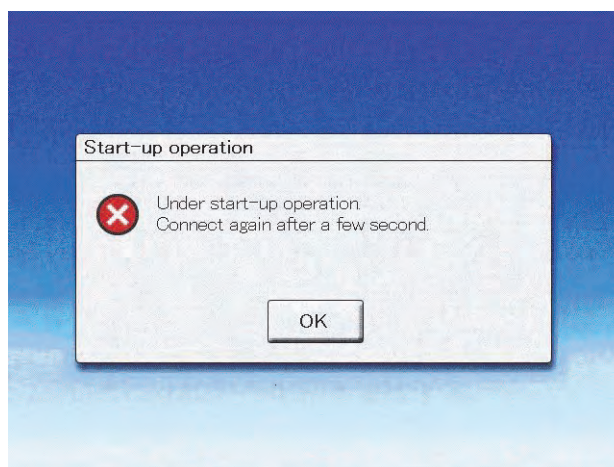 Start-up operation
Under start-up operation.
Connect again after a few second.
OK